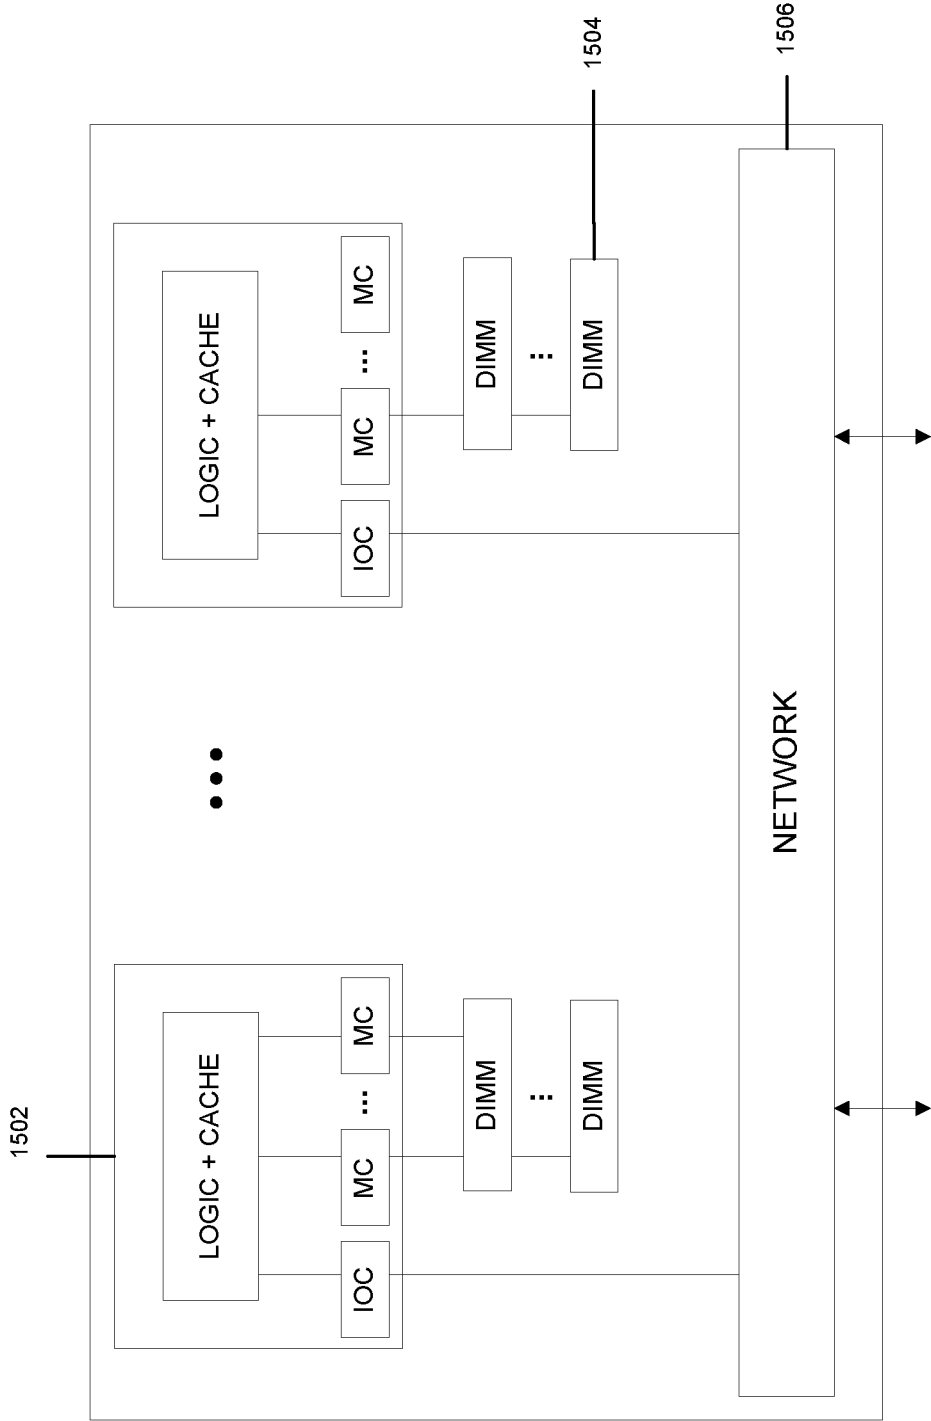 1502
LOGIC + CACHE
LOGIC + CACHE
•••
IOC MC ... MC
IOC MC ... MC
DIMM
DIMM
...
...
DIMM
DIMM
1504
NETWORK
1506